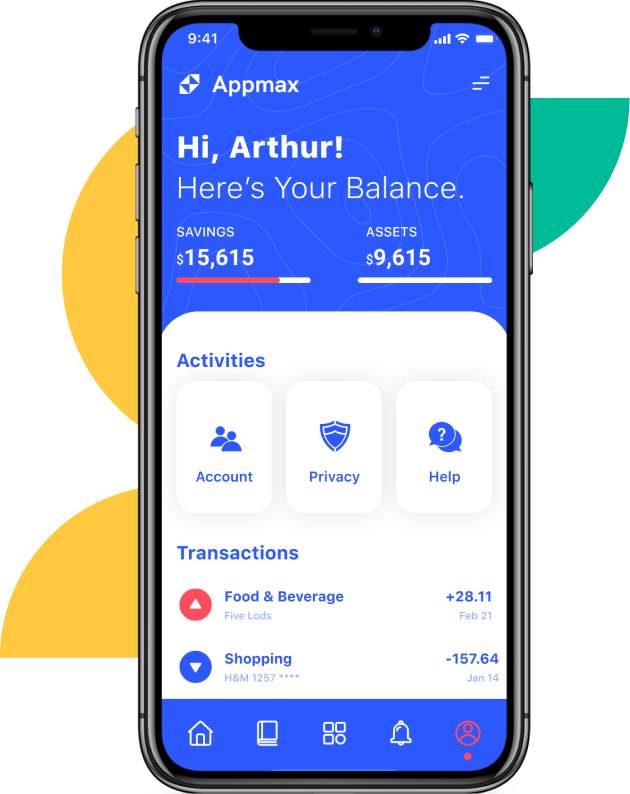 9:41
Appmax
Hi, Arthur!
Here's Your Balance.
SAVINGS ASSETS
$15,615 $9,615
Activities
?
Account Privacy Help
Transactions
Food & Beverage +28.11
Five Lods Feb 21
Shopping -157.64
H&M 1257 **** Jan 14